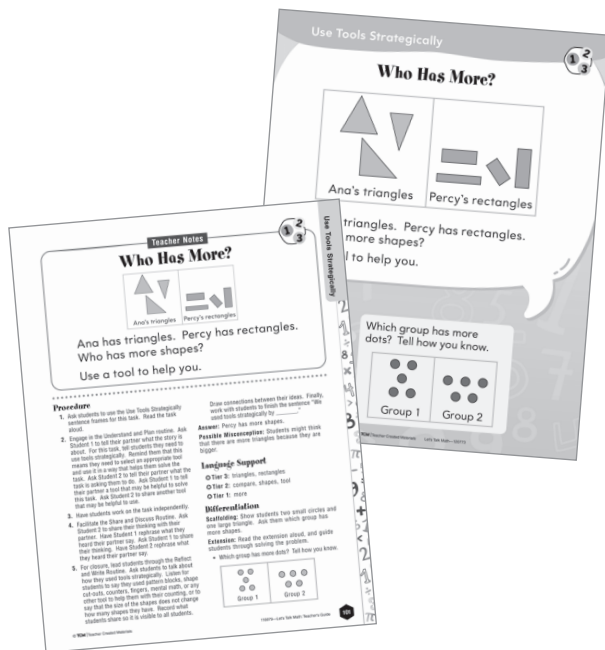 Use Tools Strategically
1 2 3
Who Has More?
Ana's triangles
Percy's rectangles
triangles. Percy has rectangles.
more shapes?
l to help you.
Which group has more
dots? Tell how you know.
Group 1
Group 2
Teacher Notes
1 2 3
Use Tools Strategically
Who Has More?
Ana's triangles
Percy's rectangles
Ana has triangles. Percy has rectangles.
Who has more shapes?
Use a tool to help you.
Procedure
1. Ask students to use the Use Tools Strategically
sentence frames for this task. Read the task
aloud.
2. Engage in the Understand and Plan routine. Ask
Student 1 to tell their partner what the story is
about. For this task, tell students they need to
use tools strategically. Remind them that this
means they need to select an appropriate tool
and use it in a way that helps them solve the
task. Ask Student 2 to tell their partner what the
task is asking them to do. Ask Student 1 to tell
their partner a tool that may be helpful to solve
this task. Ask Student 2 to share another tool
that may be helpful to use.
3. Have students work on the task independently.
4. Facilitate the Share and Discuss Routine. Ask
Student 2 to share their thinking with their
partner. Have Student 1 rephrase what they
heard their partner say. Ask Student 1 to share
their thinking. Have Student 2 rephrase what
they heard their partner say.
5. For closure, lead students through the Reflect
and Write Routine. Ask students to talk about
how they used tools strategically. Listen for
students to say they used pattern blocks, shape
cut-outs, counters, fingers, mental math, or any
other tool to help them with their counting, or to
say that the size of the shapes does not change
how many shapes they have. Record what
students share so it is visible to all students.
Draw connections between their ideas. Finally,
work with students to finish the sentence "We
used tools strategically by ______."
Answer: Percy has more shapes.
Possible Misconception: Students might think
that there are more triangles because they are
bigger.
Language Support
Tier 3: triangles, rectangles
Tier 2: compare, shapes, tool
Tier 1: more
Differentiation
Scaffolding: Show students two small circles and
one large triangle. Ask them which group has
more shapes.
Extension: Read the extension aloud, and guide
students through solving the problem.
• Which group has more dots? Tell how you know.
Group 1
Group 2
© TCM | Teacher Created Materials
101